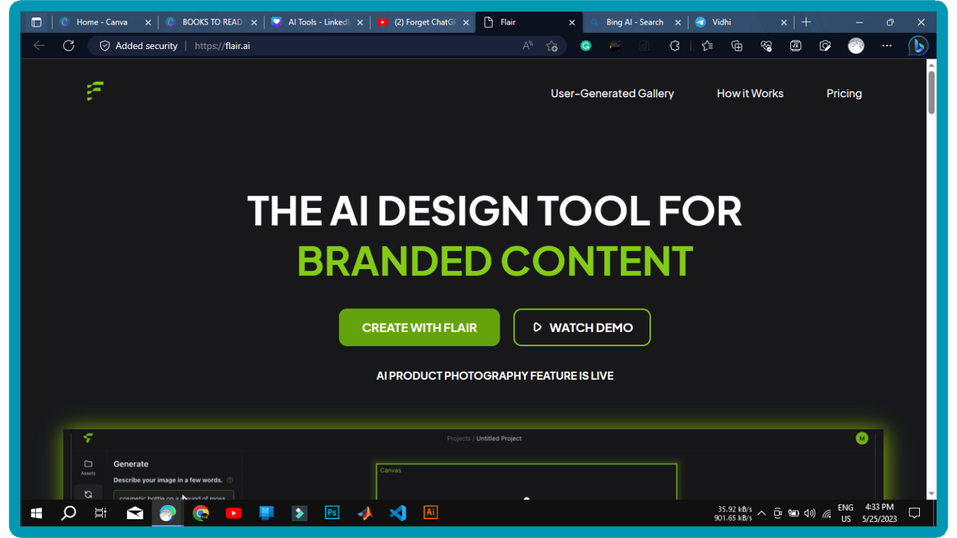 Home - Canva
BOOKS TO READ
AI Tools - LinkedI
(2) Forget ChatGP
Flair
Bing AI - Search
Vidhi
Added security
https://flair.ai
User-Generated Gallery
How it Works
Pricing
THE AI DESIGN TOOL FOR
BRANDED CONTENT
CREATE WITH FLAIR
WATCH DEMO
AI PRODUCT PHOTOGRAPHY FEATURE IS LIVE
Projects / Untitled Project
M
Assets
Generate
Describe your image in a few words.
Canvas
cosmetic bottle on a mound of moss
Ps
Ai
35.92 kB/s
901.65 kB/s
ENG
US
4:33 PM
5/25/2023